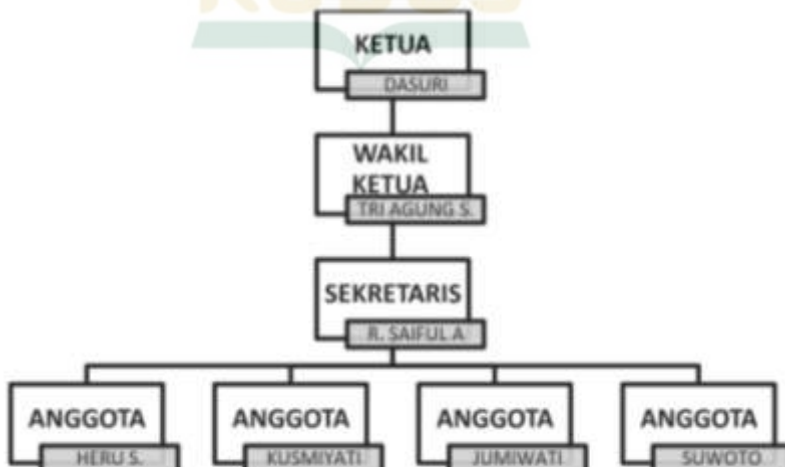 KETUA
DASURI
WAKIL
KETUA
TRI AGUNG S.
SEKRETARIS
R. SAIFUL A
ANGGOTA ANGGOTA ANGGOTA ANGGOTA
HERU S. KUSMIYATI JUMIWATI SUWOTO